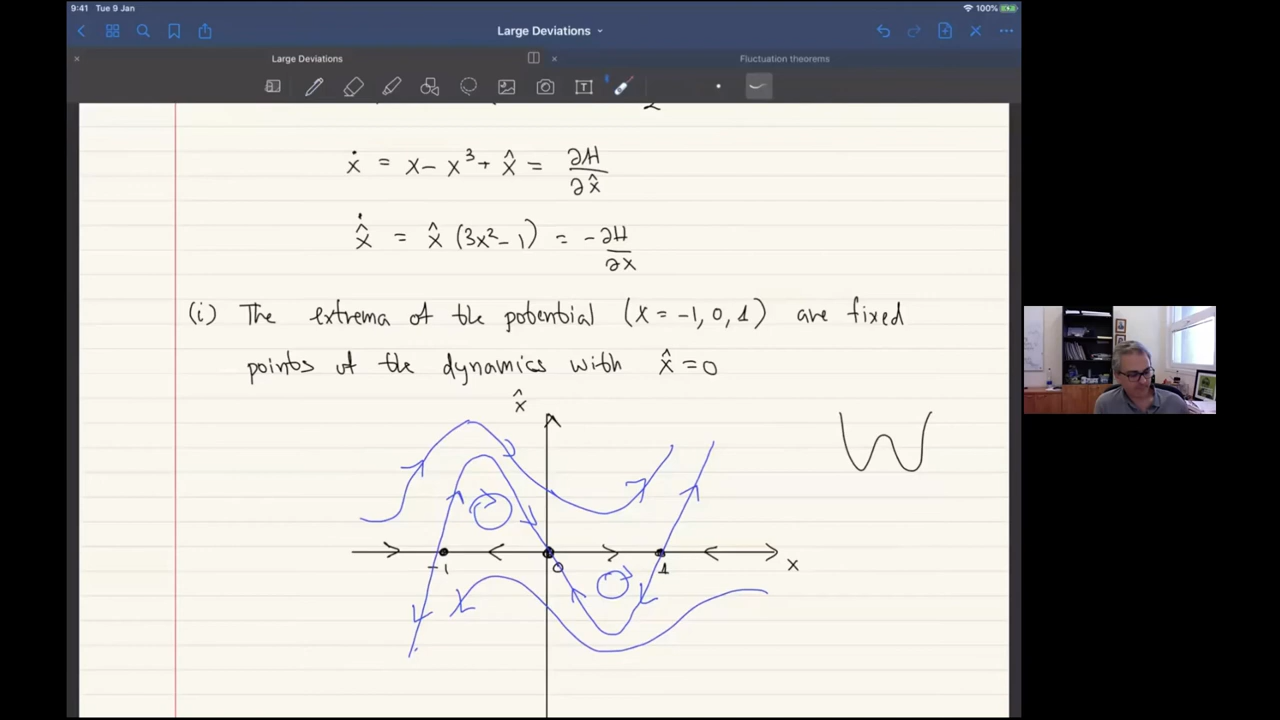 9:41 Tue 9 Jan
100%
Large Deviations
Large Deviations
Fluctuation theorems
ẋ = x - x³ + x̂ = ∂H/∂x̂
x̂̇ = x̂ (3x² - 1) = -∂H/∂x
(i) The extrema of the potential (x = -1, 0, 1) are fixed
points of the dynamics with x̂ = 0
x̂
-1 0 1 x